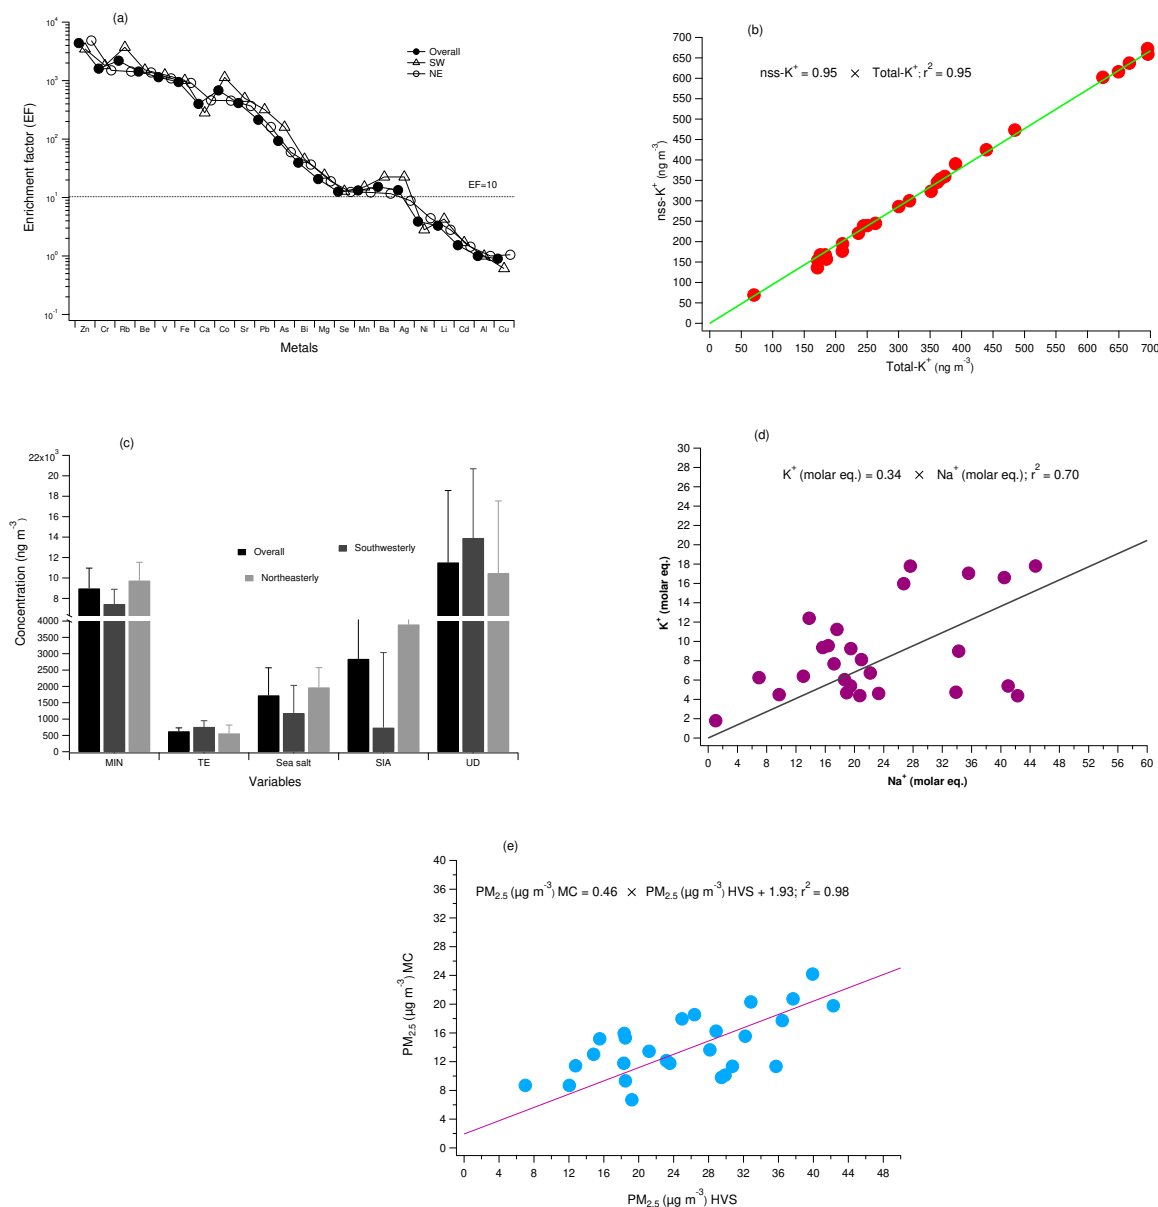 (a)
10⁴
10³
10²
10¹
10⁰
10⁻¹
Enrichment factor (EF)
Overall
SW
NE
EF=10
Zn Cr Rb Be V Fe Ca Co Sr Pb As Bi Mg Se Mn Ba Ag Ni Li Cd Al Cu
Metals
(b)
nss-K⁺ = 0.95 × Total-K⁺; r² = 0.95
700
650
600
550
500
450
400
350
300
250
200
150
100
50
0
nss-K⁺ (ng m⁻³)
0 50 100 150 200 250 300 350 400 450 500 550 600 650 700
Total-K⁺ (ng m⁻³)
(c)
22x10³
20
18
16
14
12
10
8
4000
3500
3000
2500
2000
1500
1000
500
0
Concentration (ng m⁻³)
Overall
Southwesterly
Northeasterly
MIN TE Sea salt SIA UD
Variables
(d)
K⁺ (molar eq.) = 0.34 × Na⁺ (molar eq.); r² = 0.70
30
28
26
24
22
20
18
16
14
12
10
8
6
4
2
0
K⁺ (molar eq.)
0 4 8 12 16 20 24 28 32 36 40 44 48 52 56 60
Na⁺ (molar eq.)
(e)
PM₂.₅ (µg m⁻³) MC = 0.46 × PM₂.₅ (µg m⁻³) HVS + 1.93; r² = 0.98
40
36
32
28
24
20
16
12
8
4
0
PM₂.₅ (µg m⁻³) MC
0 4 8 12 16 20 24 28 32 36 40 44 48
PM₂.₅ (µg m⁻³) HVS